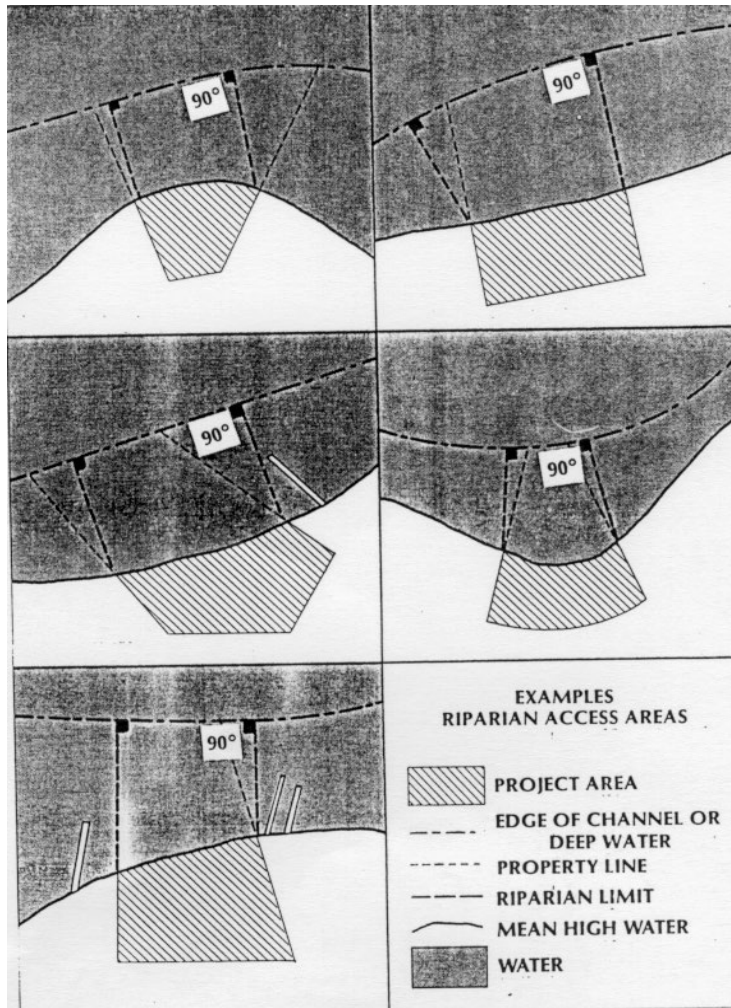 90°
90°
90°
90°
90°
EXAMPLES
RIPARIAN ACCESS AREAS
PROJECT AREA
EDGE OF CHANNEL OR
DEEP WATER
PROPERTY LINE
RIPARIAN LIMIT
MEAN HIGH WATER
WATER